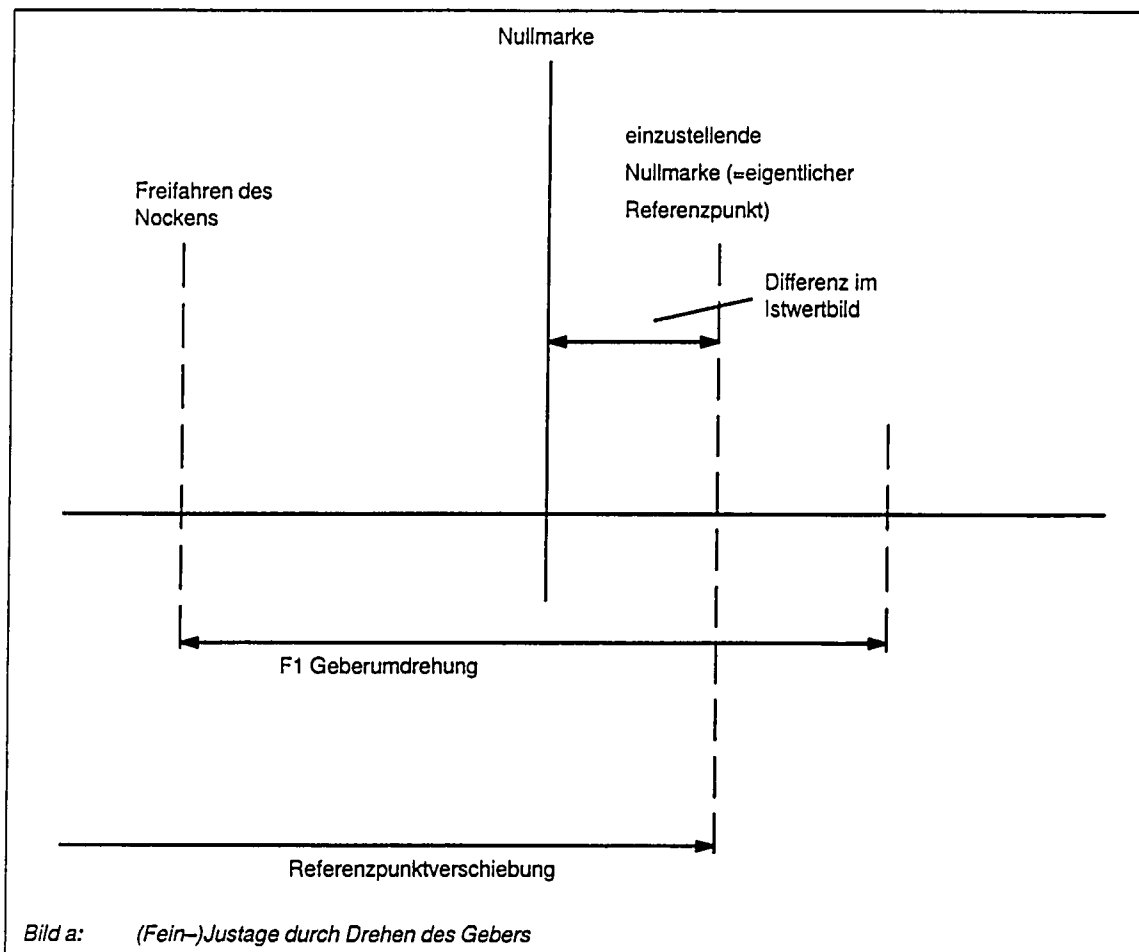 Nullmarke
einzustellende
Nullmarke (=eigentlicher
Referenzpunkt)
Freifahren des
Nockens
Differenz im
Istwertbild
F1 Geberumdrehung
Referenzpunktverschiebung
Bild a: (Fein–)Justage durch Drehen des Gebers